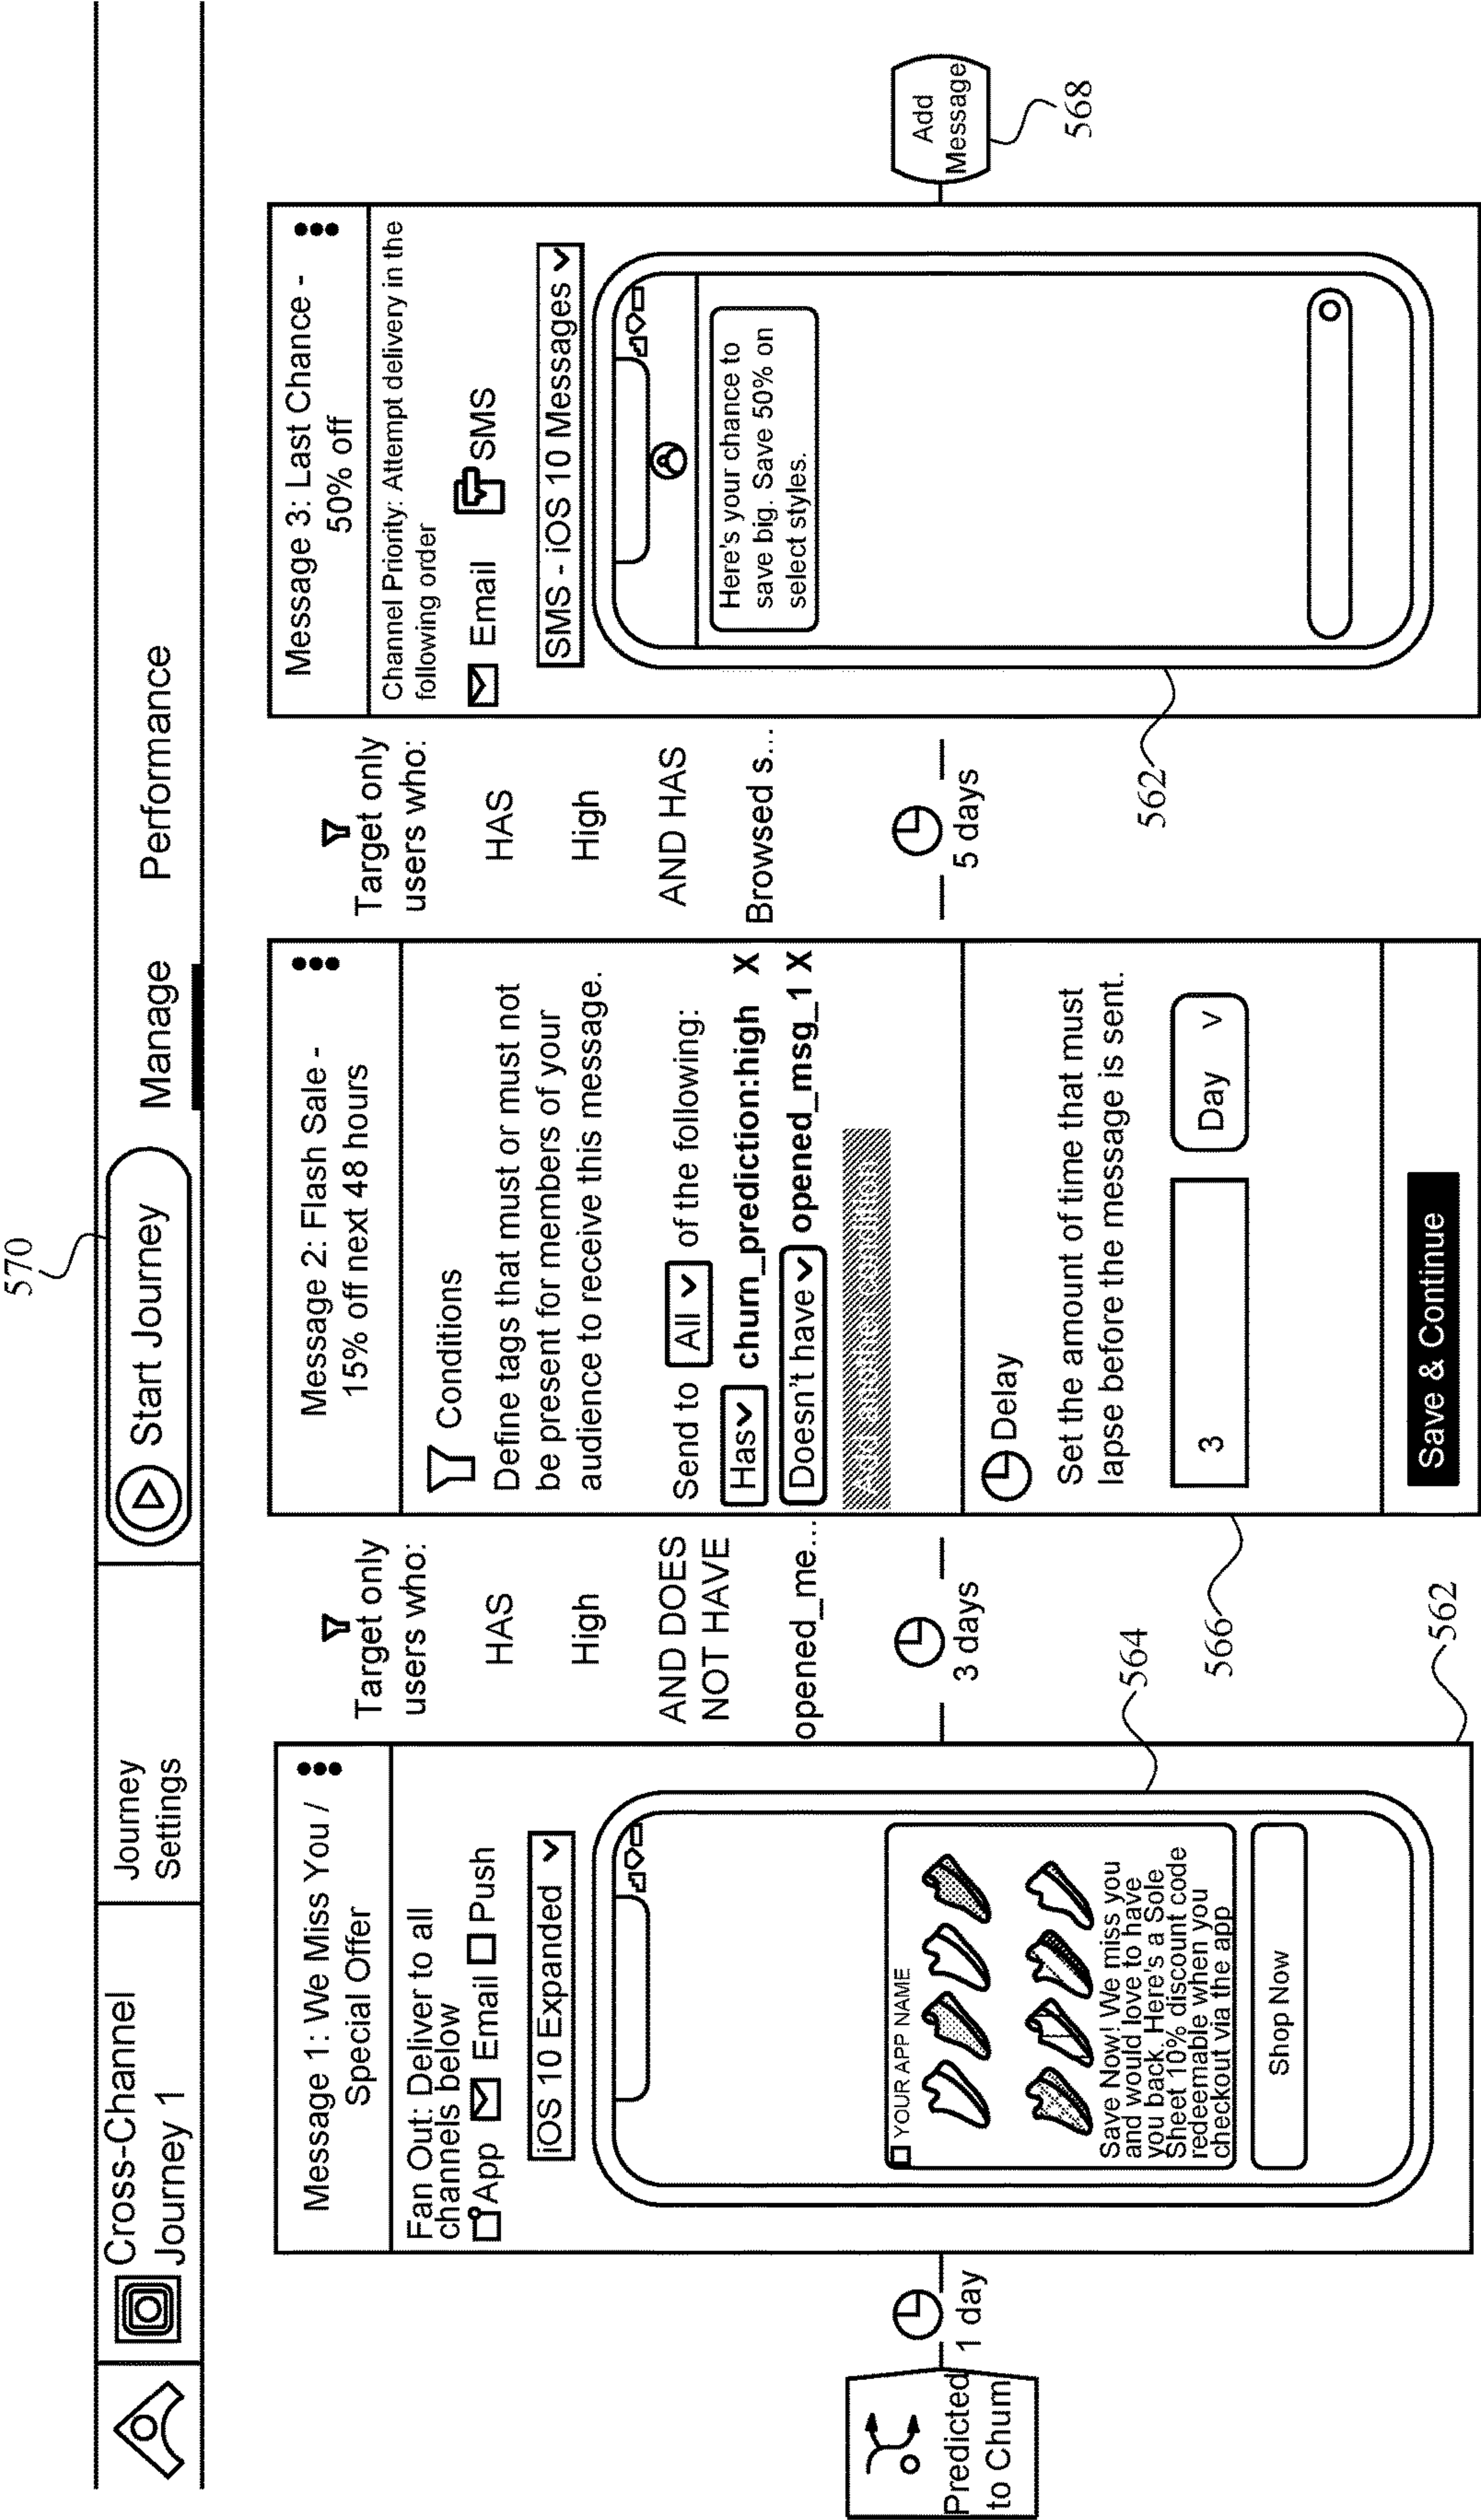 570
Cross-Channel
Journey 1
Journey
Settings
Start Journey
Manage
Performance
Predicted
to Churn
1 day
Message 1: We Miss You /
Special Offer
Fan Out: Deliver to all
channels below
App Email Push
iOS 10 Expanded
YOUR APP NAME
Save Now! We miss you
and would love to have
you back. Here's a Sole
Sheet 10% discount code
redeemable when you
checkout via the app
Shop Now
564
562
Target only
users who:
HAS
High
AND DOES
NOT HAVE
opened_me...
3 days
566
Message 2: Flash Sale -
15% off next 48 hours
Conditions
Define tags that must or must not
be present for members of your
audience to receive this message.
Send to All of the following:
Has churn_prediction:high X
Doesn't have opened_msg_1 X
Add another condition
Delay
Set the amount of time that must
lapse before the message is sent.
3
Day
Save & Continue
Target only
users who:
HAS
High
AND HAS
Browsed s...
5 days
562
Message 3: Last Chance -
50% off
Channel Priority: Attempt delivery in the
following order
Email SMS
SMS - iOS 10 Messages
Here's your chance to
save big. Save 50% on
select styles.
Add
Message
568